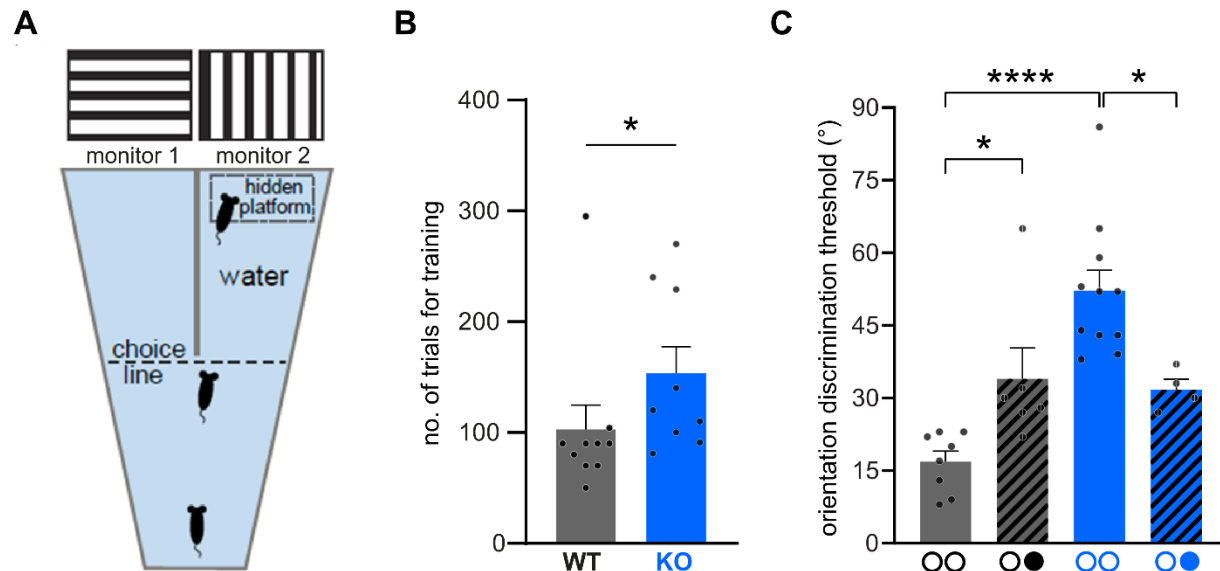 A
monitor 1
monitor 2
hidden
platform
water
choice
line
B
no. of trials for training
400
300
200
100
0
*
WT
KO
C
orientation discrimination threshold (°)
90
75
60
45
30
15
0
****
*
*